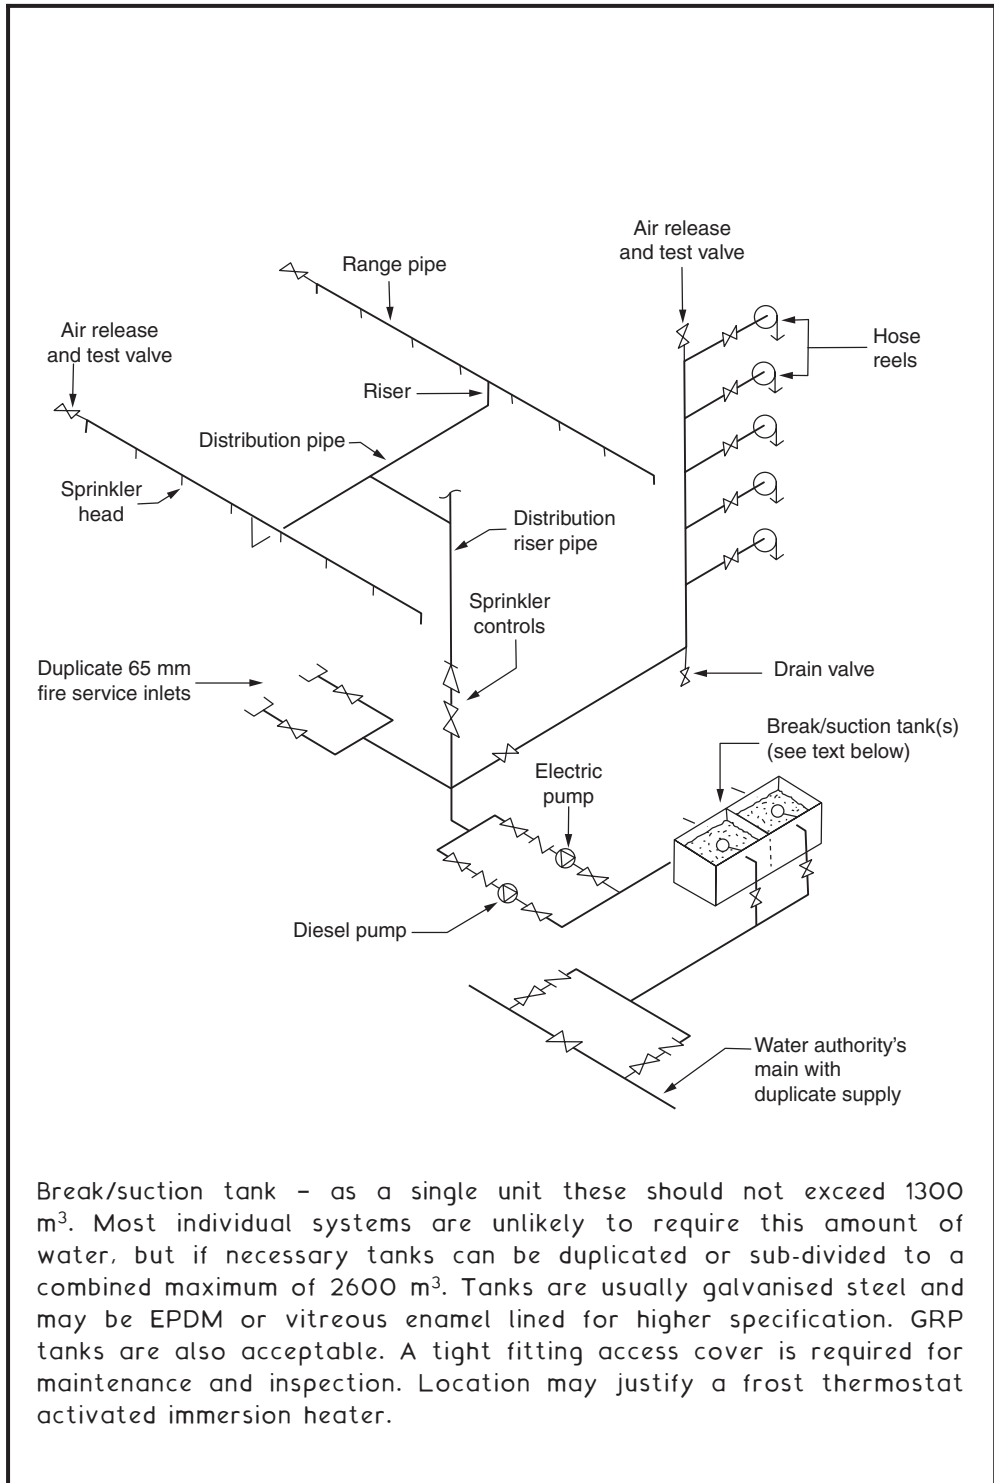 Air release
and test valve
Range pipe
Air release
and test valve
Hose
reels
Riser
Distribution pipe
Sprinkler
head
Distribution
riser pipe
Sprinkler
controls
Duplicate 65 mm
fire service inlets
Drain valve
Break/suction tank(s)
(see text below)
Electric
pump
Diesel pump
Water authority's
main with
duplicate supply
Break/suction tank – as a single unit these should not exceed 1300
m³. Most individual systems are unlikely to require this amount of
water, but if necessary tanks can be duplicated or sub-divided to a
combined maximum of 2600 m³. Tanks are usually galvanised steel and
may be EPDM or vitreous enamel lined for higher specification. GRP
tanks are also acceptable. A tight fitting access cover is required for
maintenance and inspection. Location may justify a frost thermostat
activated immersion heater.